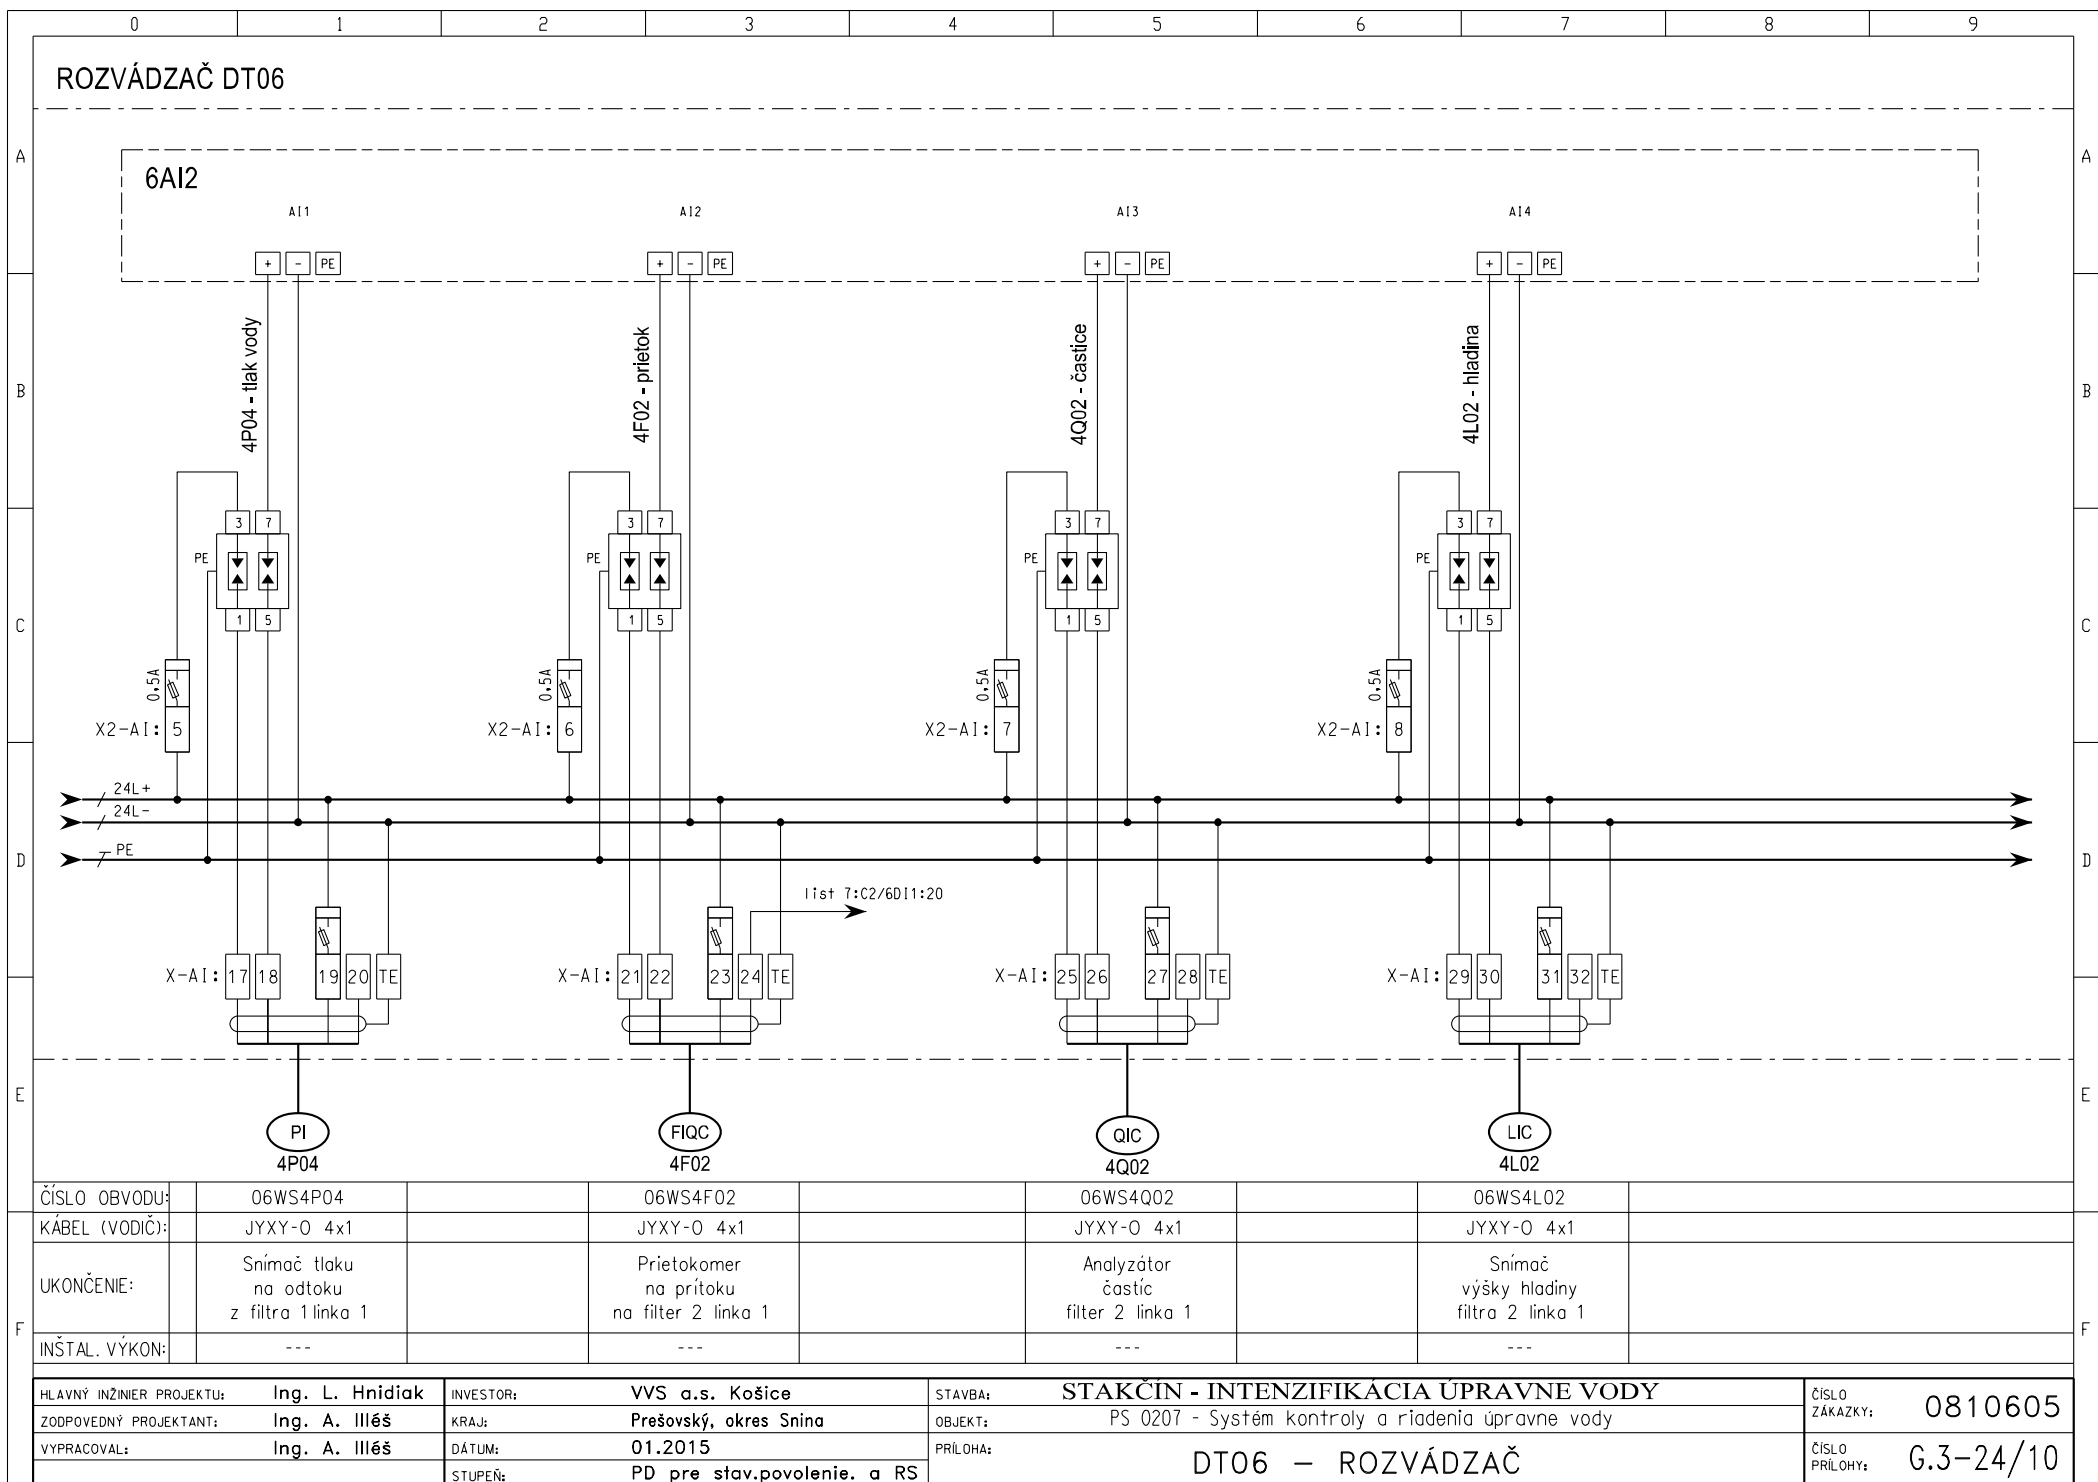 0 1 2 3 4 5 6 7 8 9
ROZVÁDZAČ DT06
A A
6AI2
AI1 AI2 AI3 AI4
+ - PE + - PE + - PE + - PE
4P04 - tlak vody
4F02 - prietok
4Q02 - častice
4L02 - hladina
B B
3 7 3 7 3 7 3 7
PE PE PE PE
1 5 1 5 1 5 1 5
C C
0,5A 0,5A 0,5A 0,5A
X2-AI: 5 X2-AI: 6 X2-AI: 7 X2-AI: 8
24L+
24L-
PE
D D
list 7:C2/6DI1:20
X-AI: 17 18 19 20 TE X-AI: 21 22 23 24 TE X-AI: 25 26 27 28 TE X-AI: 29 30 31 32 TE
E E
PI FIQC QIC LIC
4P04 4F02 4Q02 4L02
ČÍSLO OBVODU: 06WS4P04 06WS4F02 06WS4Q02 06WS4L02
KÁBEL (VODIČ): JYXY-O 4x1 JYXY-O 4x1 JYXY-O 4x1 JYXY-O 4x1
UKONČENIE:
Snímač tlaku
na odtoku
z filtra 1 linka 1
Prietokomer
na prítoku
na filter 2 linka 1
Analyzátor
častíc
filter 2 linka 1
Snímač
výšky hladiny
filtra 2 linka 1
F F
INŠTAL. VÝKON: --- --- --- ---
HLAVNÝ INŽINIER PROJEKTU: Ing. L. Hnidiak
ZODPOVEDNÝ PROJEKTANT: Ing. A. Illéš
VYPRACOVAL: Ing. A. Illéš
INVESTOR: VVS a.s. Košice
KRAJ: Prešovský, okres Snina
DÁTUM: 01.2015
STUPEŇ: PD pre stav.povolenie. a RS
STAVBA: STAKČÍN - INTENZIFIKÁCIA ÚPRAVNE VODY
OBJEKT: PS 0207 - Systém kontroly a riadenia úpravne vody
PRÍLOHA: DT06 – ROZVÁDZAČ
ČÍSLO
ZÁKAZKY: 0810605
ČÍSLO
PRÍLOHY: G.3-24/10